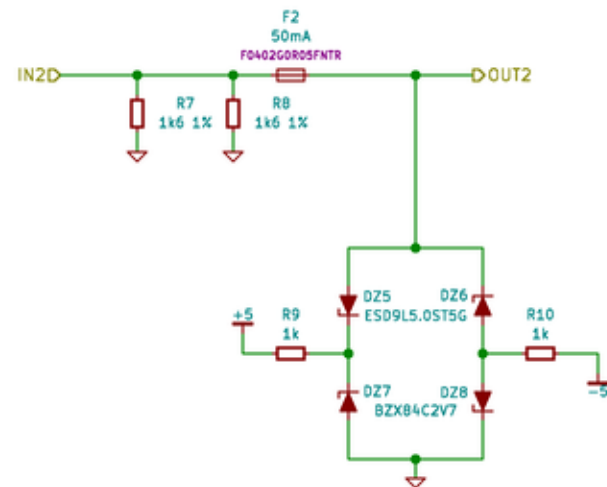 F2
50mA
F0402G0R05FNTR
IN2
OUT2
R7
1k6 1%
R8
1k6 1%
DZ5
DZ6
ESD9L5.0ST5G
+5
R9
1k
R10
1k
-5
DZ7
DZ8
BZX84C2V7